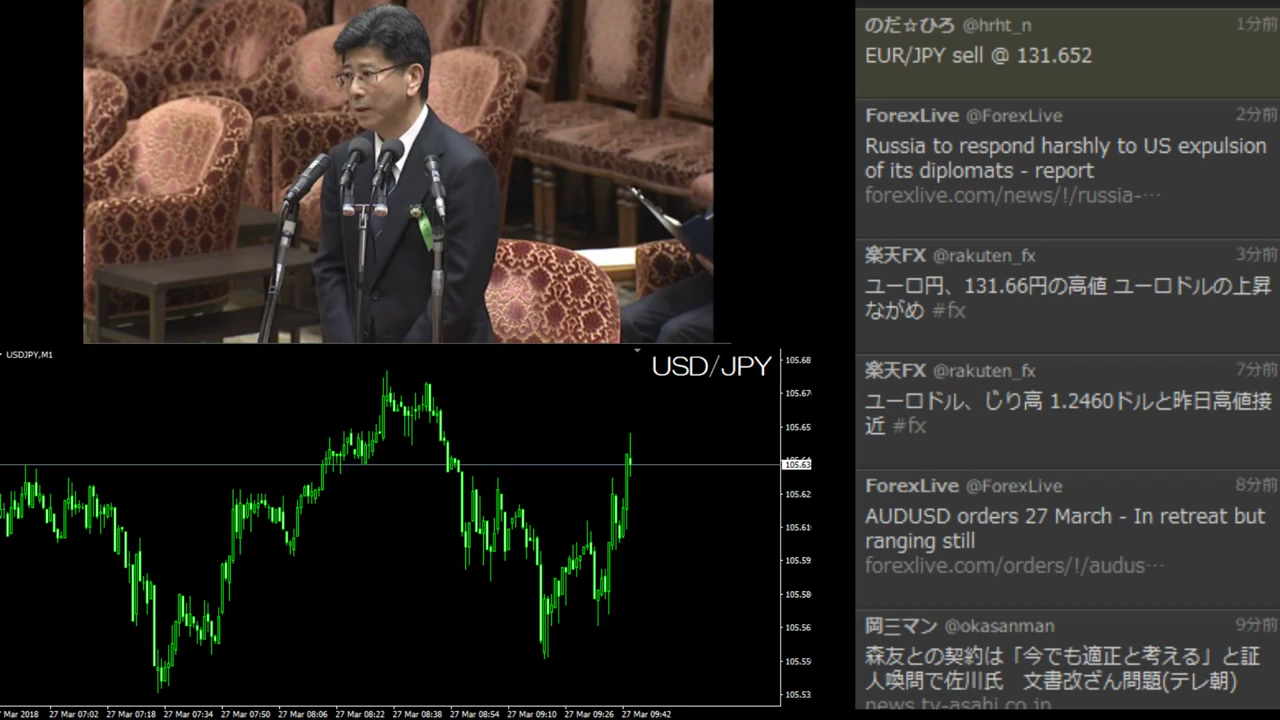 のだ☆ひろ @hrht_n 1分前
EUR/JPY sell @ 131.652
ForexLive @ForexLive 2分前
Russia to respond harshly to US expulsion
of its diplomats - report
forexlive.com/news/!/russia-…
楽天FX @rakuten_fx 3分前
ユーロ円、131.66円の高値 ユーロドルの上昇
ながめ #fx
楽天FX @rakuten_fx 7分前
ユーロドル、じり高 1.2460ドルと昨日高値接
近 #fx
ForexLive @ForexLive 8分前
AUDUSD orders 27 March - In retreat but
ranging still
forexlive.com/orders/!/audus…
岡三マン @okasanman 9分前
森友との契約は「今でも適正と考える」と証
人喚問で佐川氏　文書改ざん問題(テレ朝)
news.tv-asahi.co.jp
USDJPY,M1
USD/JPY
105.68
105.67
105.65
105.64
105.63
105.62
105.61
105.59
105.58
105.56
105.55
105.53
Mar 2018 27 Mar 07:02 27 Mar 07:18 27 Mar 07:34 27 Mar 07:50 27 Mar 08:06 27 Mar 08:22 27 Mar 08:38 27 Mar 08:54 27 Mar 09:10 27 Mar 09:26 27 Mar 09:42